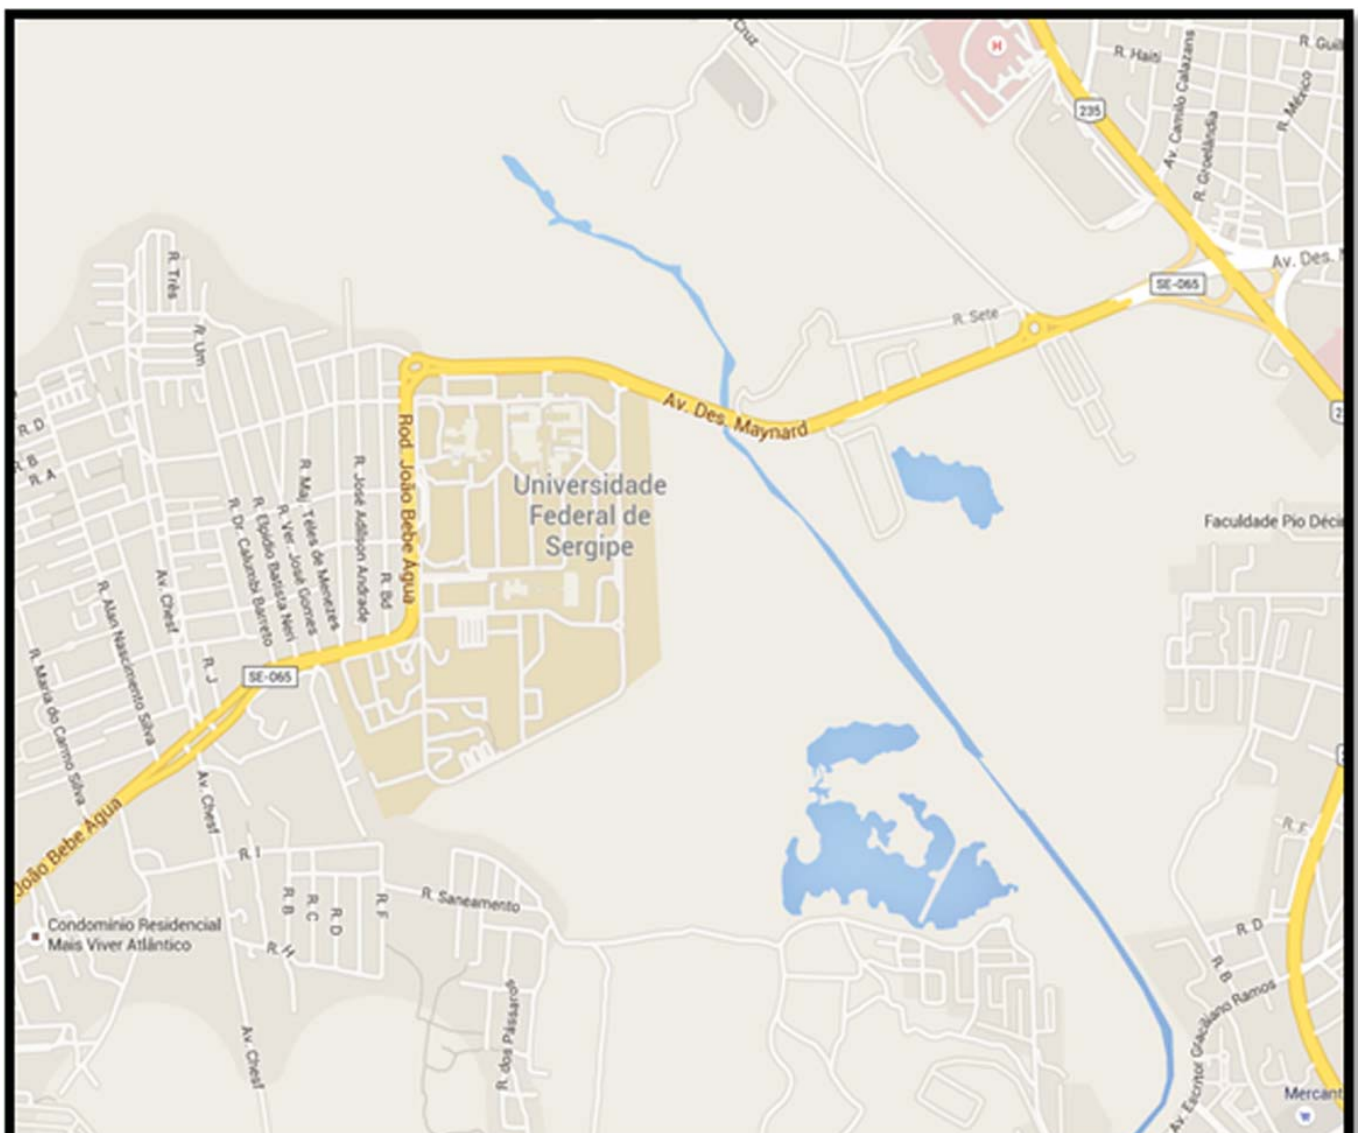 Cruz
H
R. Haiti
Av. Camilo Calazans
R. Guil
R. México
235
R. Groelândia
R. Três
Av. Des. M
SE-065
R. Sete
R. Um
Av. Des. Maynard
R. D
R. B
R. A
Rod. João Bebe Água
R. José Adilson Andrade
R. Maj. Teles de Menezes
R. Ver. José Gomes
R. Elpídio Batista Neri
R. Dr. Calumbi Barreto
R. Bd
Universidade
Federal de
Sergipe
Faculdade Pio Décir
Av. Chesf
R. Alan Nascimento Silva
R. Maria do Carmo Silva
R. J
SE-065
Av. Chesf
João Bebe Água
R. F
R. I
R. B
R. C
R. D
R. F
R. Saneamento
Condomínio Residencial
Mais Viver Atlântico
R. H
R. D
R. B
Av. Escritor Graciliano Ramos
R. dos Pássaros
Av. Chesf
Mercant